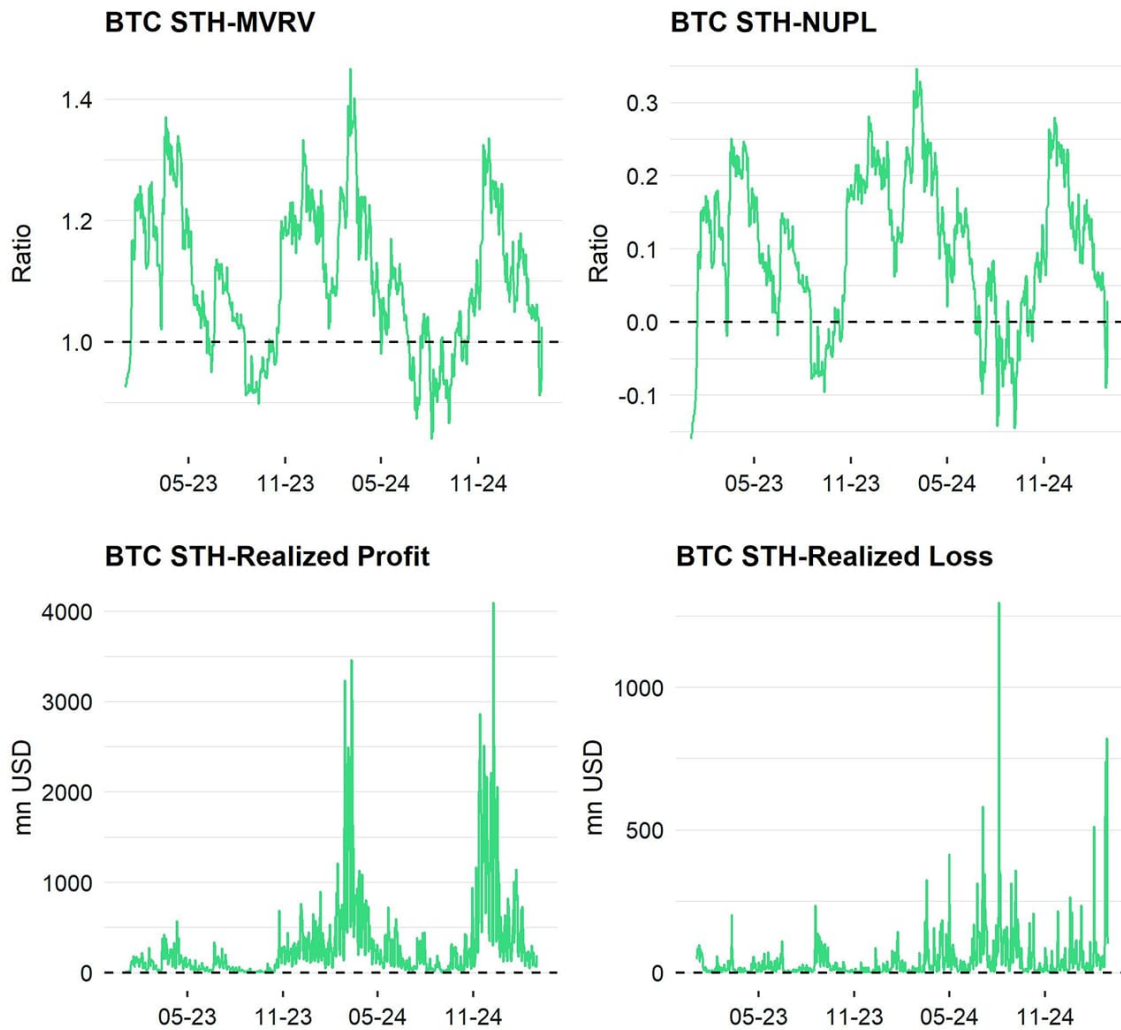 BTC STH-MVRV
Ratio
1.4
1.2
1.0
05-23 11-23 05-24 11-24
BTC STH-NUPL
Ratio
0.3
0.2
0.1
0.0
-0.1
05-23 11-23 05-24 11-24
BTC STH-Realized Profit
mn USD
4000
3000
2000
1000
0
05-23 11-23 05-24 11-24
BTC STH-Realized Loss
mn USD
1000
500
0
05-23 11-23 05-24 11-24